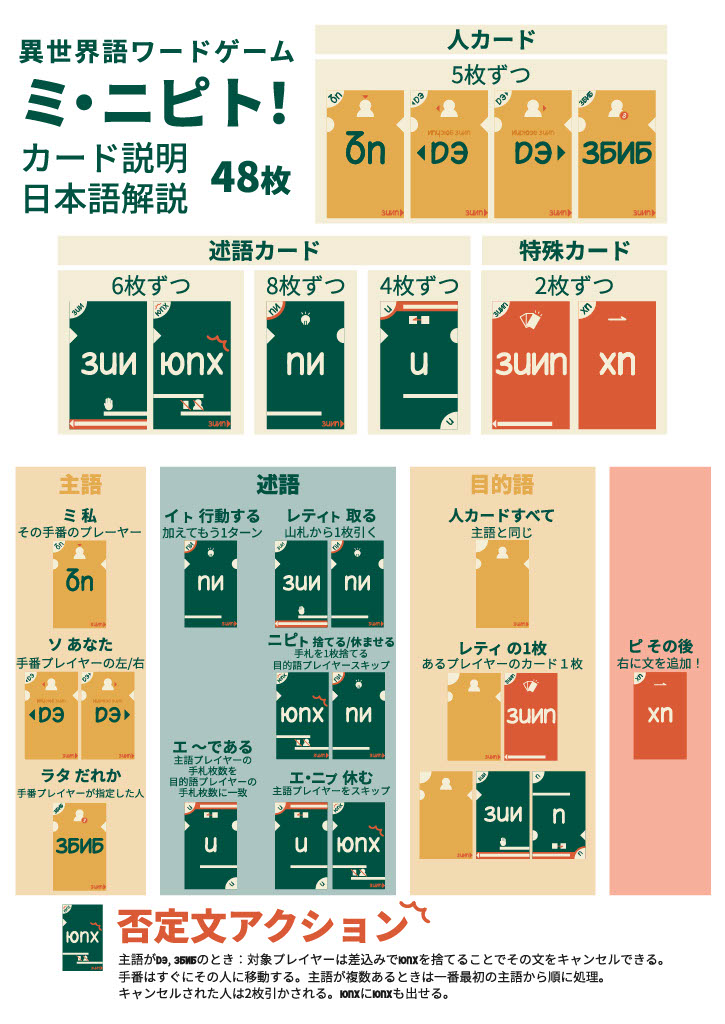 異世界語ワードゲーム
ミ・ニピト!
カード説明
日本語解説
48枚
人カード
5枚ずつ
δп
◀DЭ
DЭ▶
ЗБИБ
述語カード
6枚ずつ
8枚ずつ
4枚ずつ
зuи
юпх
пи
u
特殊カード
2枚ずつ
зuип
хп
主語
ミ 私
その手番のプレーヤー
δп
ソ あなた
手番プレイヤーの左/右
◀DЭ
DЭ▶
ラタ だれか
手番プレイヤーが指定した人
ЗБИБ
述語
イト 行動する
加えてもう1ターン
пи
レティト 取る
山札から1枚引く
зuи
пи
ニピト 捨てる/休ませる
手札を1枚捨てる
目的語プレイヤースキップ
юпх
пи
エ ～である
主語プレイヤーの
手札枚数を
目的語プレイヤーの
手札枚数に一致
u
エ・ニプ 休む
主語プレイヤーをスキップ
u
юпх
目的語
人カードすべて
主語と同じ
レティ の1枚
あるプレイヤーのカード１枚
зuип
зuи
п
ピ その後
右に文を追加！
хп
юпх
否定文アクション
主語がDЭ, ЗБИБのとき：対象プレイヤーは差込みでюпхを捨てることでその文をキャンセルできる。
手番はすぐにその人に移動する。主語が複数あるときは一番最初の主語から順に処理。
キャンセルされた人は2枚引かされる。юпхにюпхも出せる。